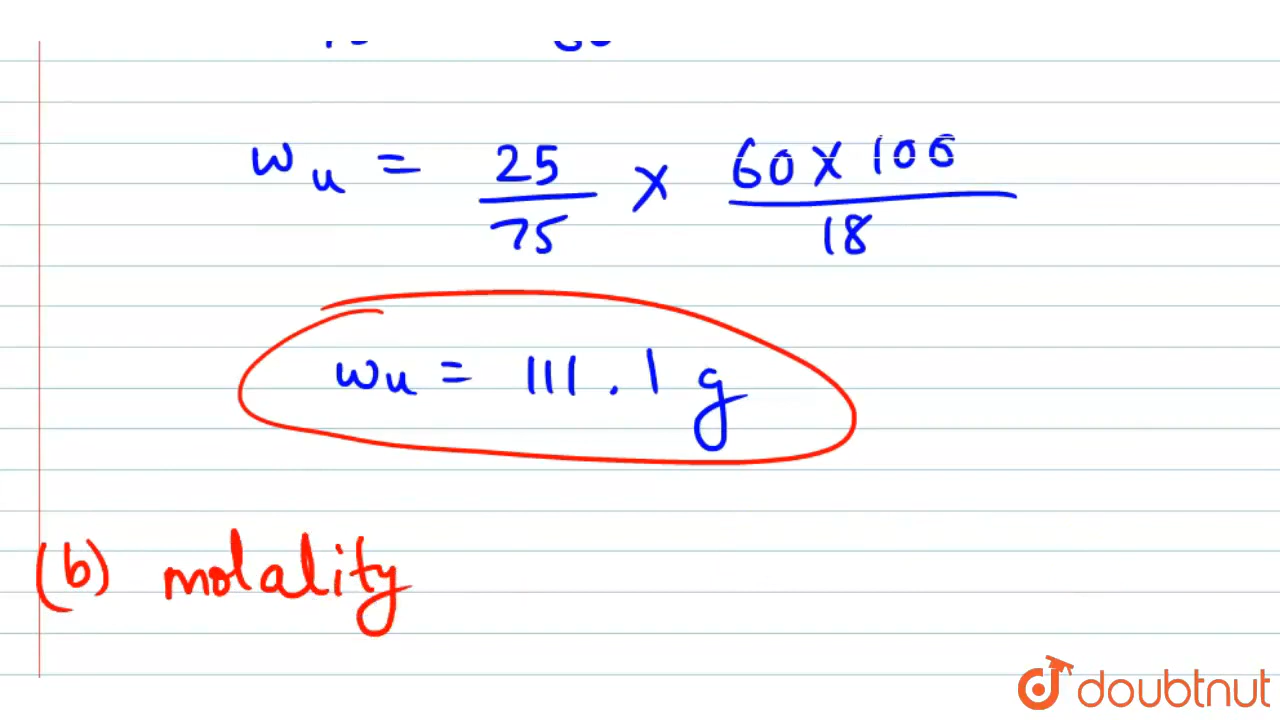 w_u = 25/75 × 60×100/18
w_u = 111.1 g
(b) molality
doubtnut